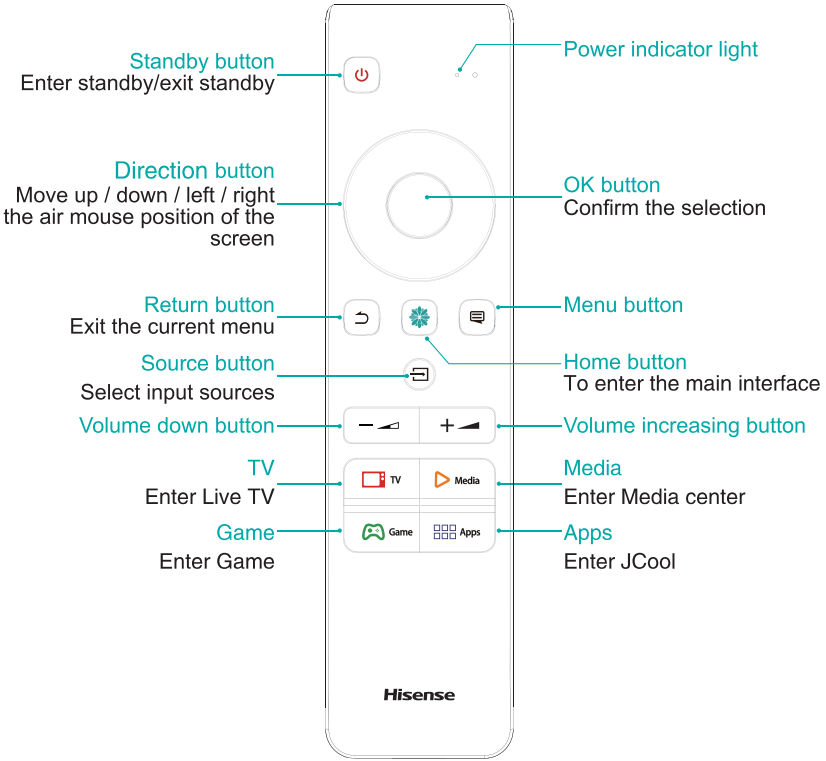 Power indicator light
Standby button
Enter standby/exit standby
Direction button
Move up / down / left / right
the air mouse position of the
screen
OK button
Confirm the selection
Return button
Exit the current menu
Menu button
Source button
Select input sources
Home button
To enter the main interface
Volume down button
Volume increasing button
TV
Enter Live TV
TV
Media
Media
Enter Media center
Game
Enter Game
Game
Apps
Apps
Enter JCool
Hisense